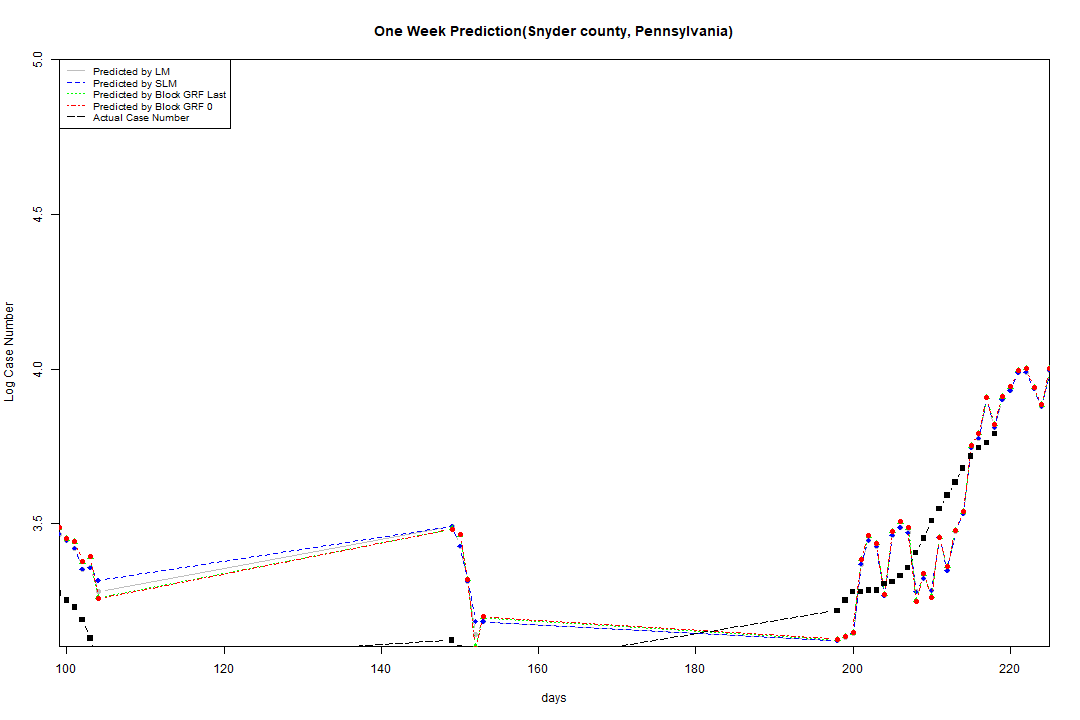 One Week Prediction(Snyder county, Pennsylvania)
Predicted by LM
Predicted by SLM
Predicted by Block GRF Last
Predicted by Block GRF 0
Actual Case Number
5.0
4.5
4.0
3.5
Log Case Number
100 120 140 160 180 200 220
days